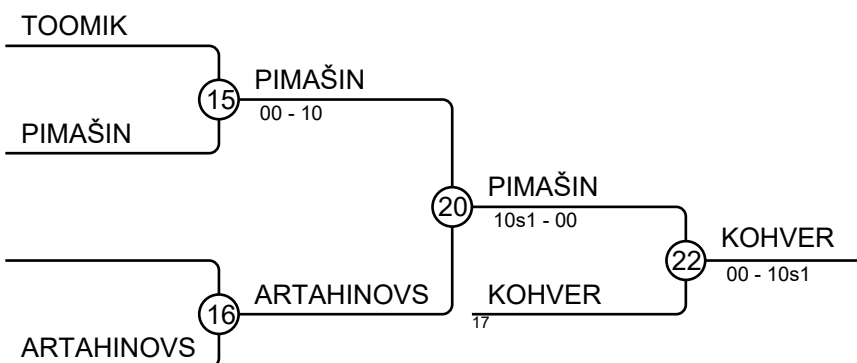 TOOMIK
15
PIMAŠIN
00 - 10
PIMAŠIN
20
PIMAŠIN
10s1 - 00
22
KOHVER
00 - 10s1
16
ARTAHINOVS
KOHVER
17
ARTAHINOVS